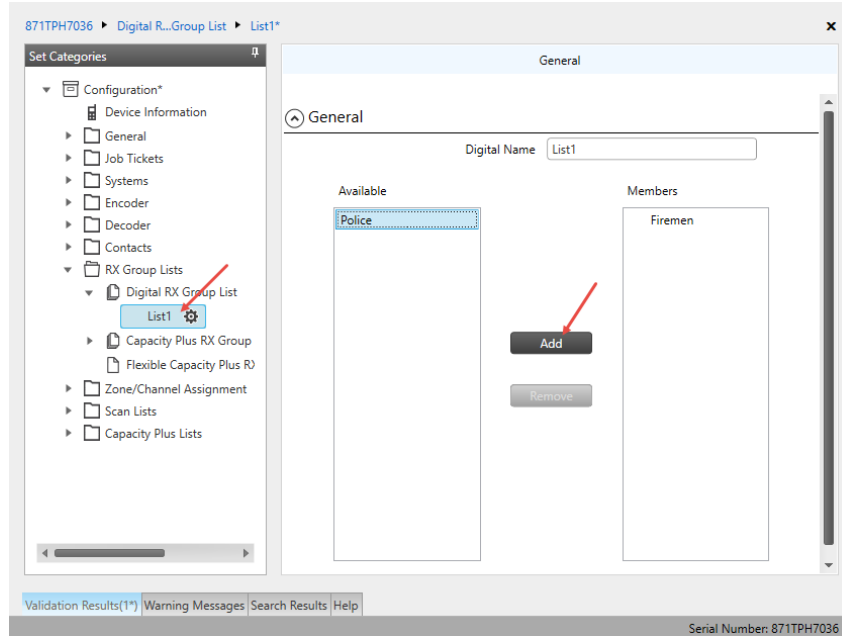 871TPH7036 ▸ Digital R...Group List ▸ List1*
Set Categories
Configuration*
Device Information
General
Job Tickets
Systems
Encoder
Decoder
Contacts
RX Group Lists
Digital RX Group List
List1
Capacity Plus RX Group
Flexible Capacity Plus RX
Zone/Channel Assignment
Scan Lists
Capacity Plus Lists
General
General
Digital Name List1
Available Members
Police Firemen
Add
Remove
Validation Results(1*) Warning Messages Search Results Help
Serial Number: 871TPH7036